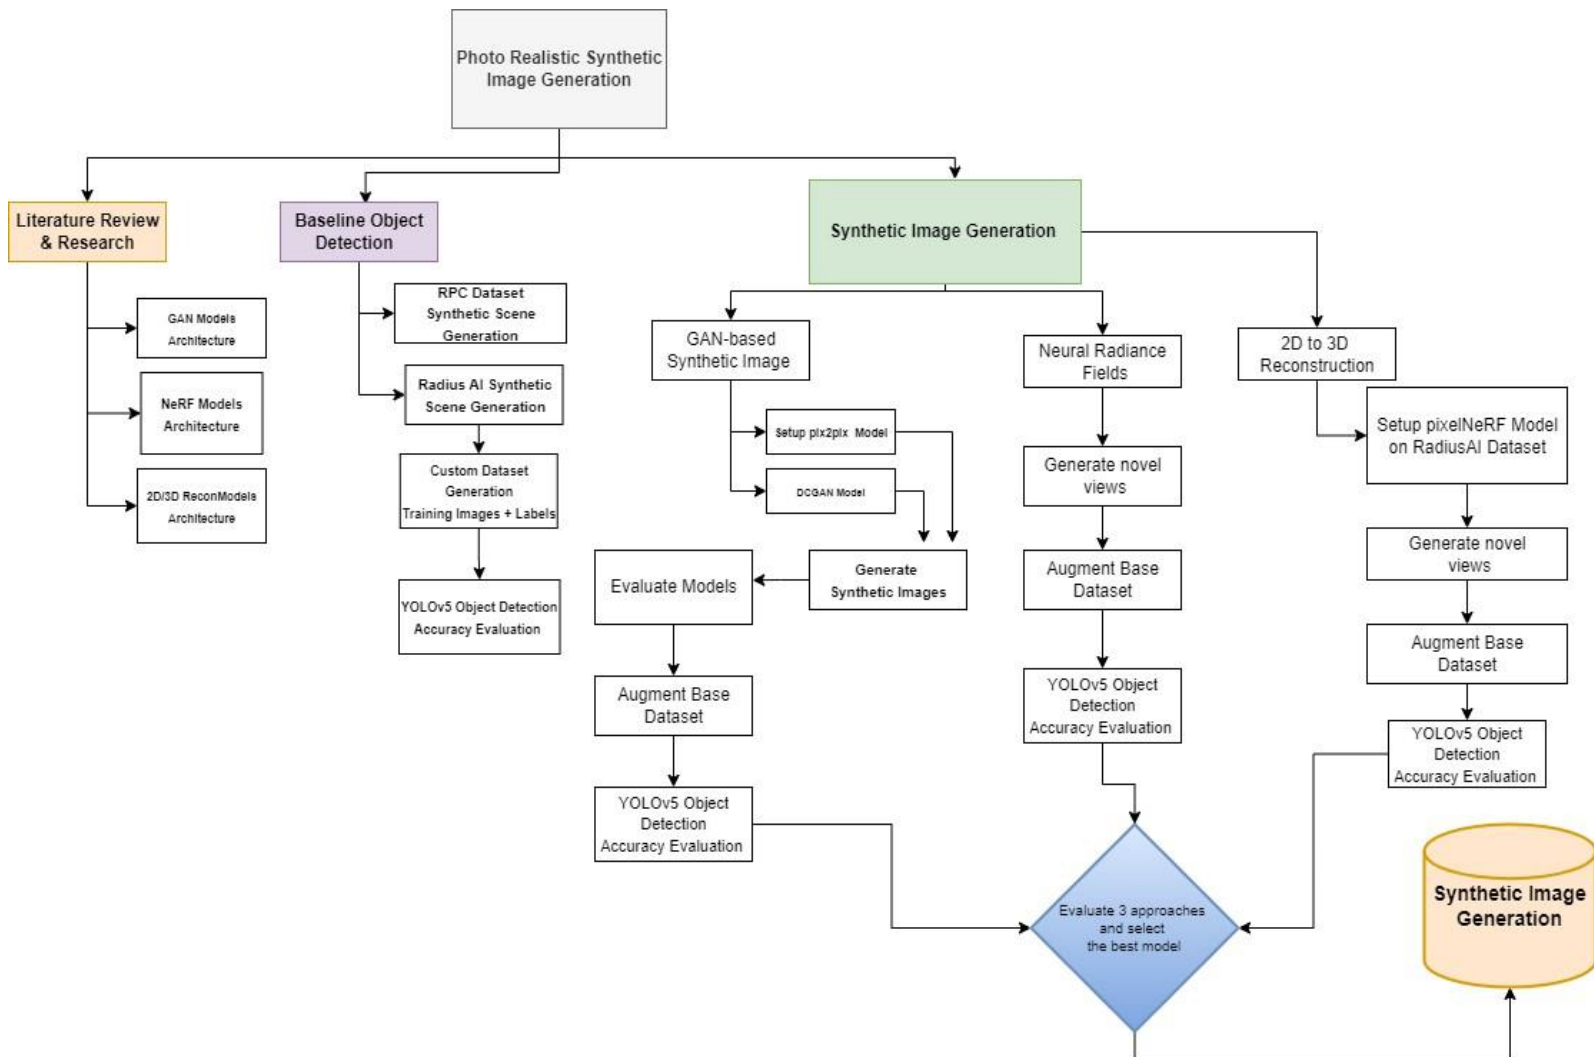 Photo Realistic Synthetic
Image Generation
Literature Review
& Research
GAN Models
Architecture
NeRF Models
Architecture
2D/3D ReconModels
Architecture
Baseline Object
Detection
RPC Dataset
Synthetic Scene
Generation
Radius AI Synthetic
Scene Generation
Custom Dataset
Generation
Training Images + Labels
YOLOv5 Object Detection
Accuracy Evaluation
Synthetic Image Generation
GAN-based
Synthetic Image
Setup pix2pix Model
DCGAN Model
Generate
Synthetic Images
Evaluate Models
Augment Base
Dataset
YOLOv5 Object
Detection
Accuracy Evaluation
Neural Radiance
Fields
Generate novel
views
Augment Base
Dataset
YOLOv5 Object
Detection
Accuracy Evaluation
2D to 3D
Reconstruction
Setup pixelNeRF Model
on RadiusAI Dataset
Generate novel
views
Augment Base
Dataset
YOLOv5 Object
Detection
Accuracy Evaluation
Evaluate 3 approaches
and select
the best model
Synthetic Image
Generation